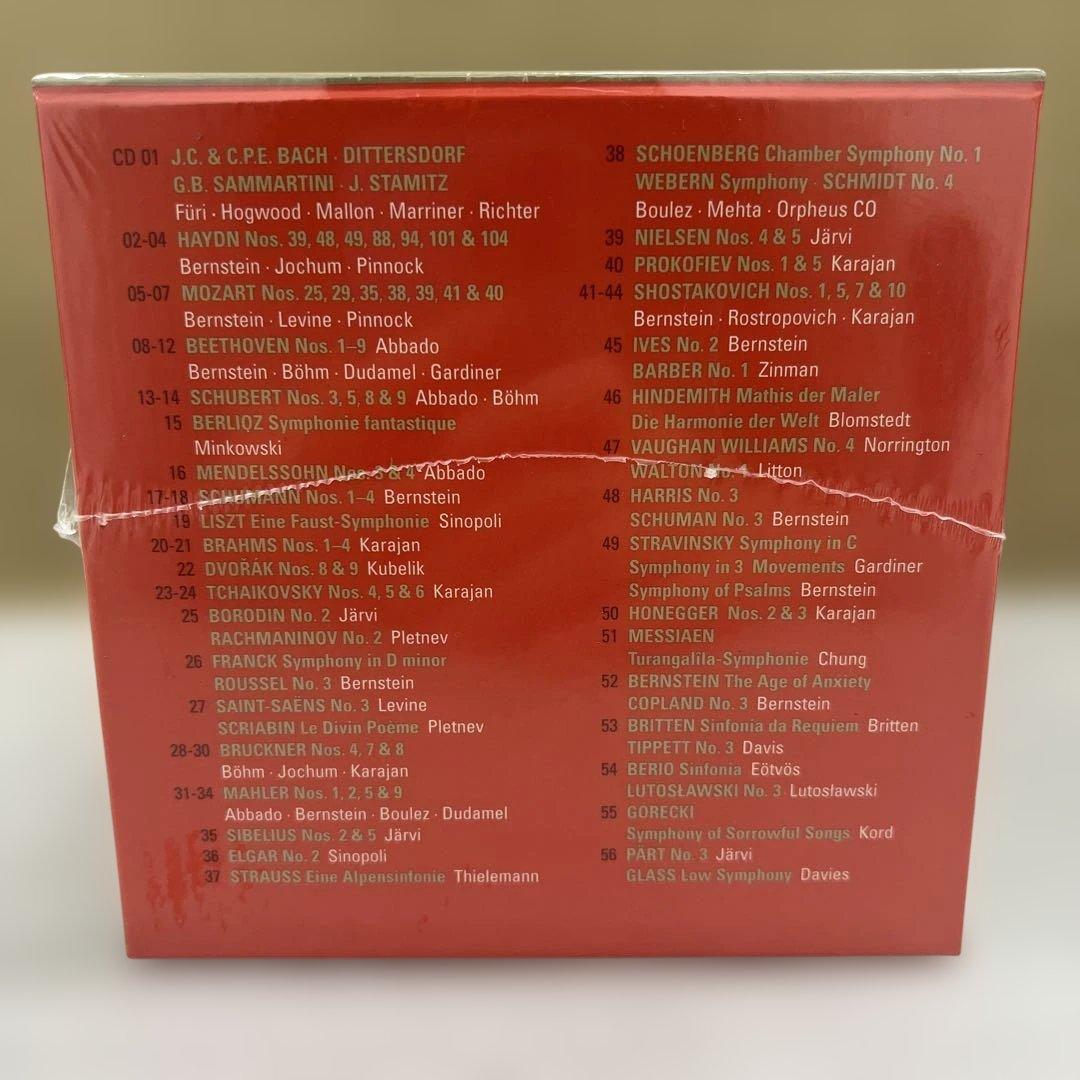 CD 01 J.C. & C.P.E. BACH · DITTERSDORF
G.B. SAMMARTINI · J. STAMITZ
Füri · Hogwood · Mallon · Marriner · Richter
02-04 HAYDN Nos. 39, 48, 49, 88, 94, 101 & 104
Bernstein · Jochum · Pinnock
05-07 MOZART Nos. 25, 29, 35, 38, 39, 41 & 40
Bernstein · Levine · Pinnock
08-12 BEETHOVEN Nos. 1–9 Abbado
Bernstein · Böhm · Dudamel · Gardiner
13-14 SCHUBERT Nos. 3, 5, 8 & 9 Abbado · Böhm
15 BERLIOZ Symphonie fantastique
Minkowski
16 MENDELSSOHN Nos. 3 & 4 Abbado
17-18 SCHUMANN Nos. 1–4 Bernstein
19 LISZT Eine Faust-Symphonie Sinopoli
20-21 BRAHMS Nos. 1–4 Karajan
22 DVOŘÁK Nos. 8 & 9 Kubelik
23-24 TCHAIKOVSKY Nos. 4, 5 & 6 Karajan
25 BORODIN No. 2 Järvi
RACHMANINOV No. 2 Pletnev
26 FRANCK Symphony in D minor
ROUSSEL No. 3 Bernstein
27 SAINT-SAËNS No. 3 Levine
SCRIABIN Le Divin Poème Pletnev
28-30 BRUCKNER Nos. 4, 7 & 8
Böhm · Jochum · Karajan
31-34 MAHLER Nos. 1, 2, 5 & 9
Abbado · Bernstein · Boulez · Dudamel
35 SIBELIUS Nos. 2 & 5 Järvi
36 ELGAR No. 2 Sinopoli
37 STRAUSS Eine Alpensinfonie Thielemann
38 SCHOENBERG Chamber Symphony No. 1
WEBERN Symphony · SCHMIDT No. 4
Boulez · Mehta · Orpheus CO
39 NIELSEN Nos. 4 & 5 Järvi
40 PROKOFIEV Nos. 1 & 5 Karajan
41-44 SHOSTAKOVICH Nos. 1, 5, 7 & 10
Bernstein · Rostropovich · Karajan
45 IVES No. 2 Bernstein
BARBER No. 1 Zinman
46 HINDEMITH Mathis der Maler
Die Harmonie der Welt Blomstedt
47 VAUGHAN WILLIAMS No. 4 Norrington
WALTON No. 1 Litton
48 HARRIS No. 3
SCHUMAN No. 3 Bernstein
49 STRAVINSKY Symphony in C
Symphony in 3 Movements Gardiner
Symphony of Psalms Bernstein
50 HONEGGER Nos. 2 & 3 Karajan
51 MESSIAEN
Turangalîla-Symphonie Chung
52 BERNSTEIN The Age of Anxiety
COPLAND No. 3 Bernstein
53 BRITTEN Sinfonia da Requiem Britten
TIPPETT No. 3 Davis
54 BERIO Sinfonia Eötvös
LUTOSŁAWSKI No. 3 Lutosławski
55 GORECKI
Symphony of Sorrowful Songs Kord
56 PÄRT No. 3 Järvi
GLASS Low Symphony Davies